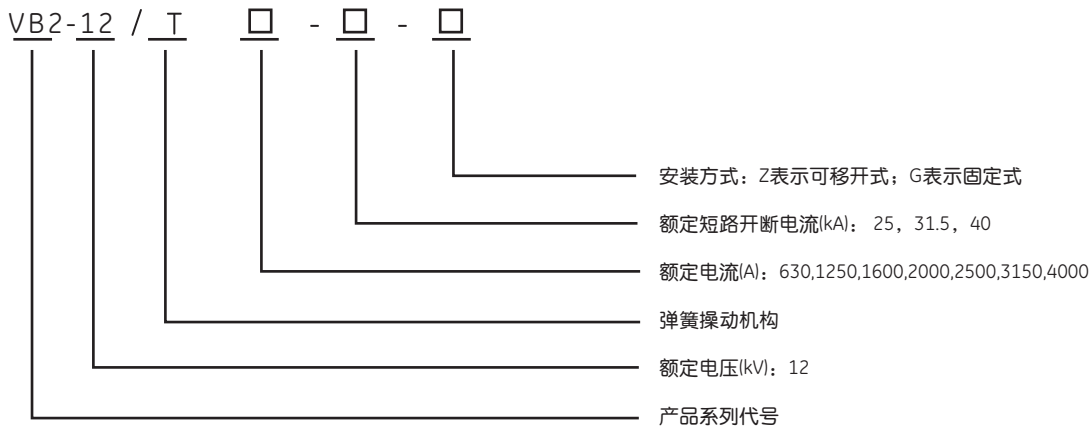 VB2-12 / T □ - □ - □
安装方式：Z表示可移开式；G表示固定式
额定短路开断电流(kA)： 25，31.5，40
额定电流(A)：630,1250,1600,2000,2500,3150,4000
弹簧操动机构
额定电压(kV)：12
产品系列代号